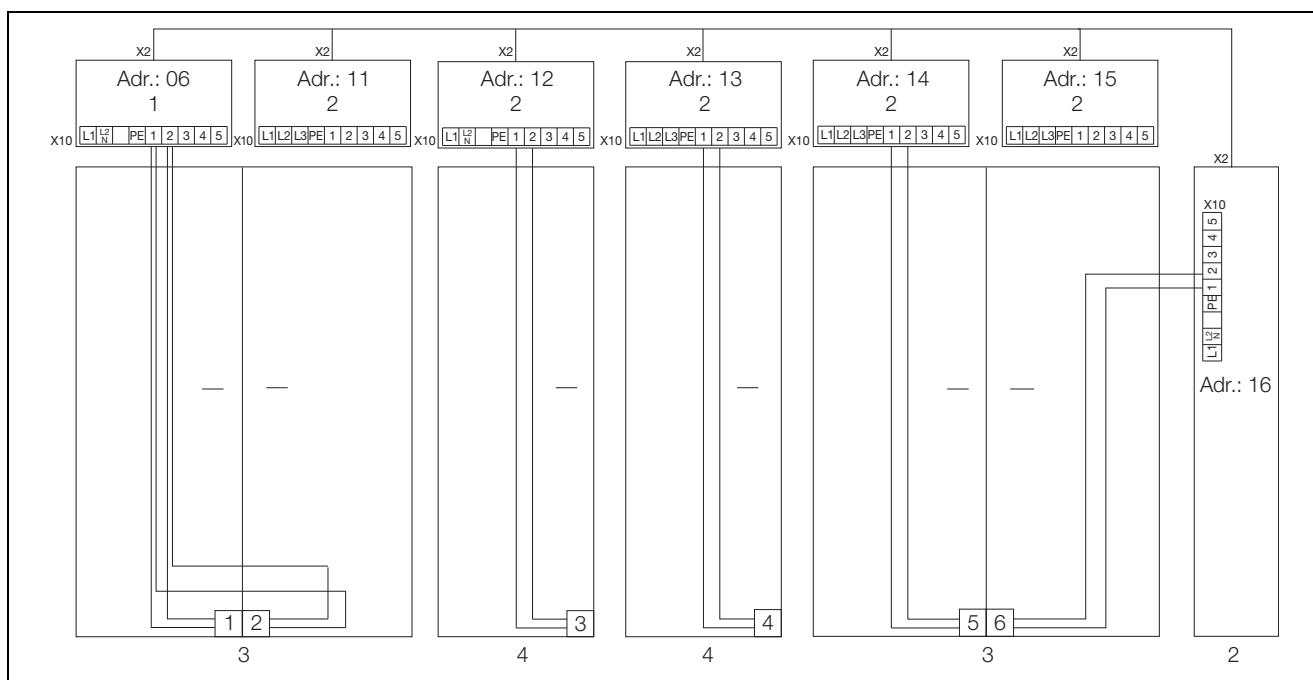 X2 X2 X2 X2 X2 X2
Adr.: 06 Adr.: 11 Adr.: 12 Adr.: 13 Adr.: 14 Adr.: 15
1 2 2 2 2 2
X10 L1 L2 N PE 1 2 3 4 5
X10 L1 L2 L3 PE 1 2 3 4 5
X10 L1 L2 N PE 1 2 3 4 5
X10 L1 L2 L3 PE 1 2 3 4 5
X10 L1 L2 L3 PE 1 2 3 4 5
X10 L1 L2 L3 PE 1 2 3 4 5
X2
X10
5 4 3 2 1 PE L2 N L1
Adr.: 16
1 2 3 4 5 6
3 4 4 3 2